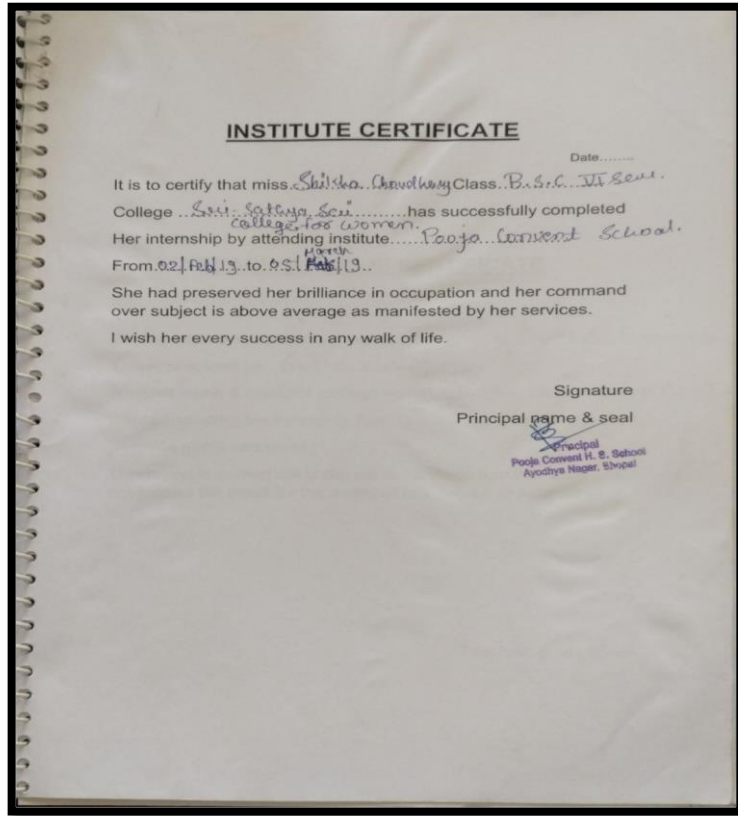 INSTITUTE CERTIFICATE
Date........
It is to certify that miss. Shiksha Choudhary Class. B.S.C. VI Sem.
College ..Sri Sathya Sai.........has successfully completed
college for women.
Her internship by attending institute..... Pooja Convent School.
March
From.02/Feb/19..to.05/ /19..
She had preserved her brilliance in occupation and her command
over subject is above average as manifested by her services.
I wish her every success in any walk of life.
Signature
Principal name & seal
Principal
Pooja Convent H. S. School
Ayodhya Nagar, Bhopal